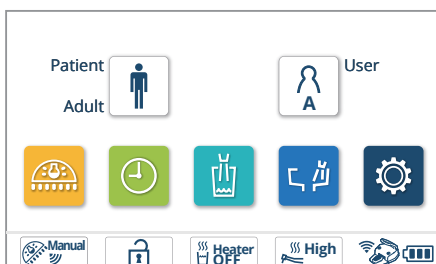 Patient
User
Adult
A
Manual
Heater
OFF
High